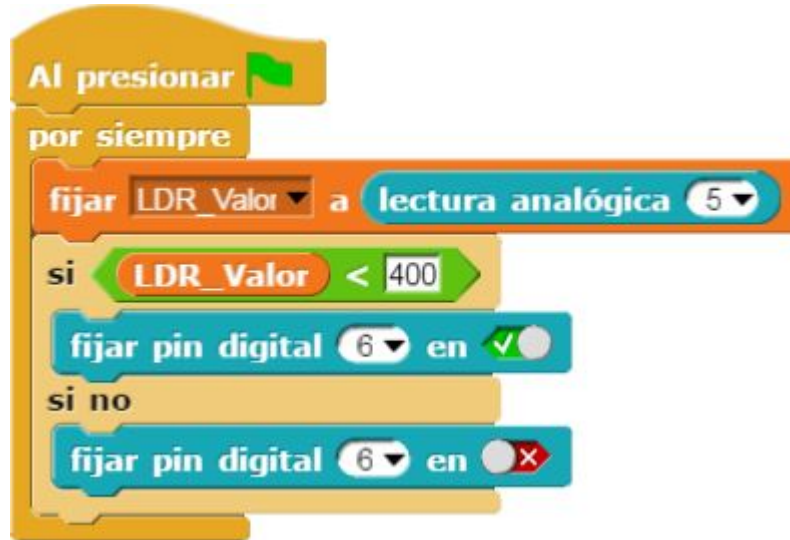 Al presionar
por siempre
fijar LDR_Valor a lectura analógica 5
si LDR_Valor < 400
fijar pin digital 6 en
si no
fijar pin digital 6 en